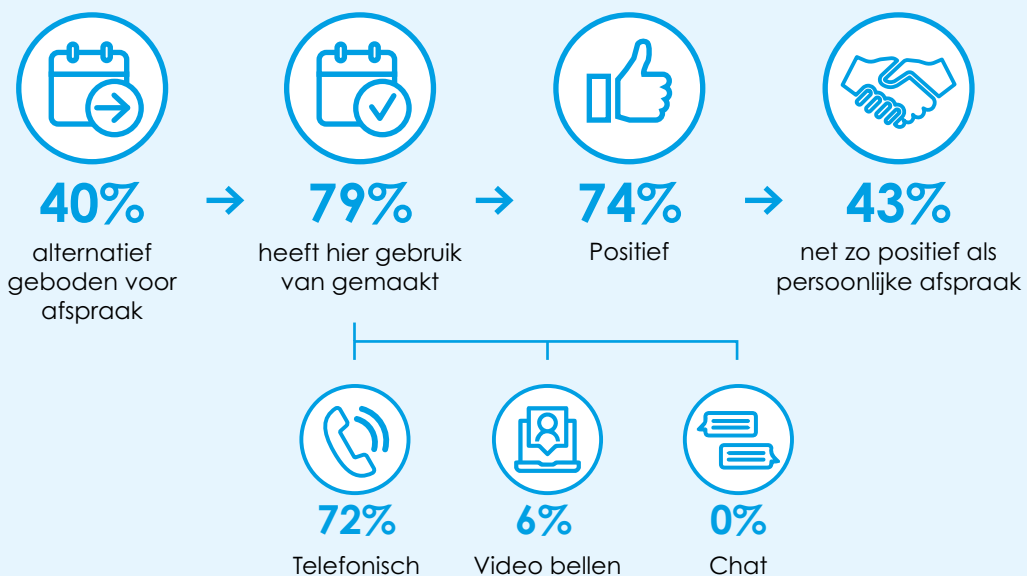 40%
alternatief
geboden voor
afspraak
79%
heeft hier gebruik
van gemaakt
74%
Positief
43%
net zo positief als
persoonlijke afspraak
72%
Telefonisch
6%
Video bellen
0%
Chat